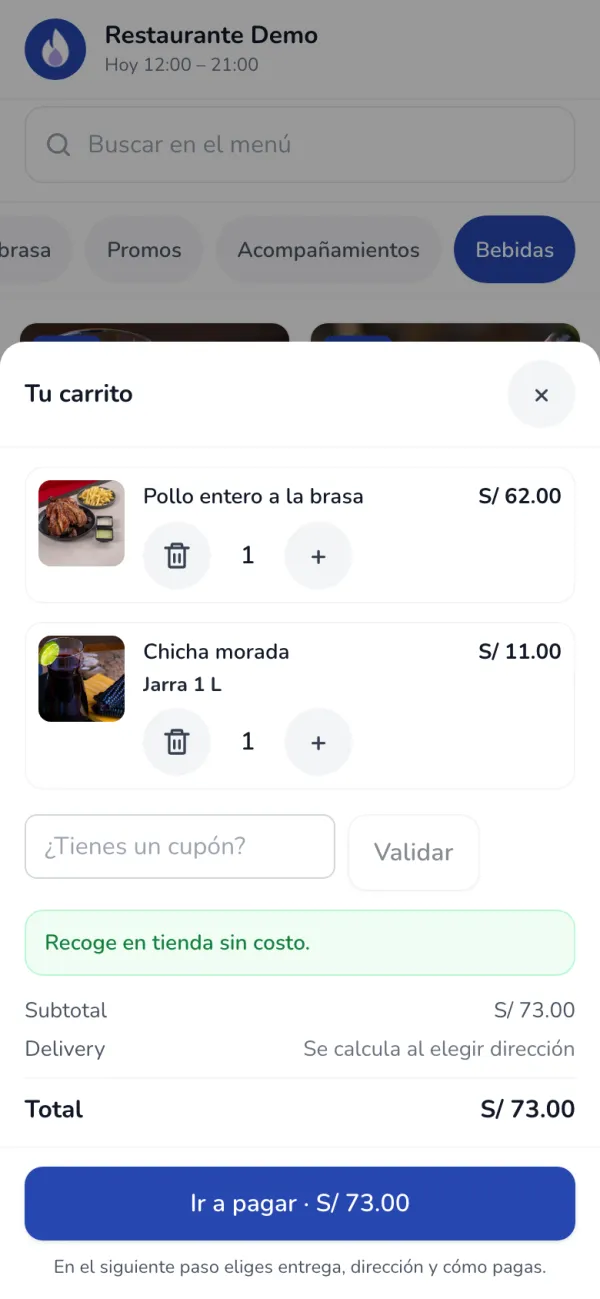 Restaurante Demo
Hoy 12:00 – 21:00
Buscar en el menú
brasa
Promos
Acompañamientos
Bebidas
Tu carrito
×
Pollo entero a la brasa
S/ 62.00
1
+
Chicha morada
S/ 11.00
Jarra 1 L
1
+
¿Tienes un cupón?
Validar
Recoge en tienda sin costo.
Subtotal
S/ 73.00
Delivery
Se calcula al elegir dirección
Total
S/ 73.00
Ir a pagar · S/ 73.00
En el siguiente paso eliges entrega, dirección y cómo pagas.